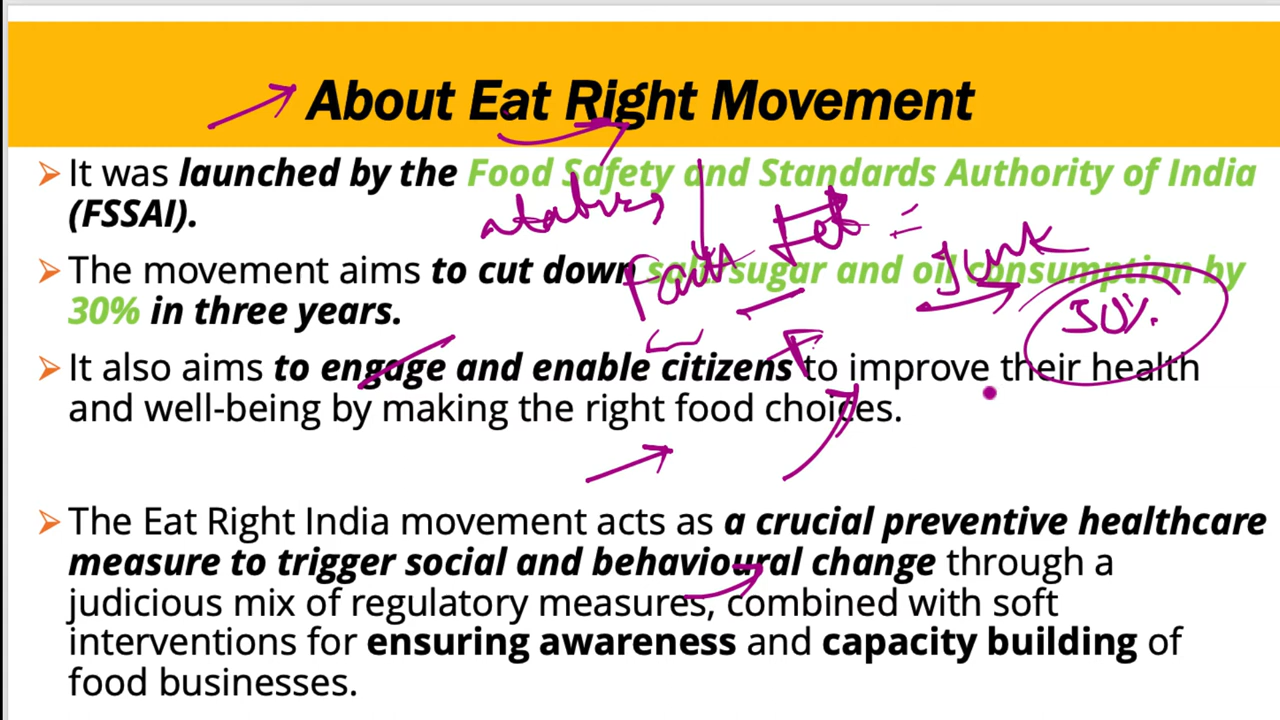 About Eat Right Movement
➢ It was launched by the Food Safety and Standards Authority of India
(FSSAI).
➢ The movement aims to cut down salt, sugar and oil consumption by
30% in three years.
➢ It also aims to engage and enable citizens to improve their health
and well-being by making the right food choices.
➢ The Eat Right India movement acts as a crucial preventive healthcare
measure to trigger social and behavioural change through a
judicious mix of regulatory measures, combined with soft
interventions for ensuring awareness and capacity building of
food businesses.
Junk
30%